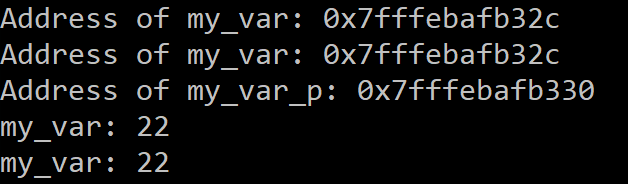 Address of my_var: 0x7fffebafb32c
Address of my_var: 0x7fffebafb32c
Address of my_var_p: 0x7fffebafb330
my_var: 22
my_var: 22